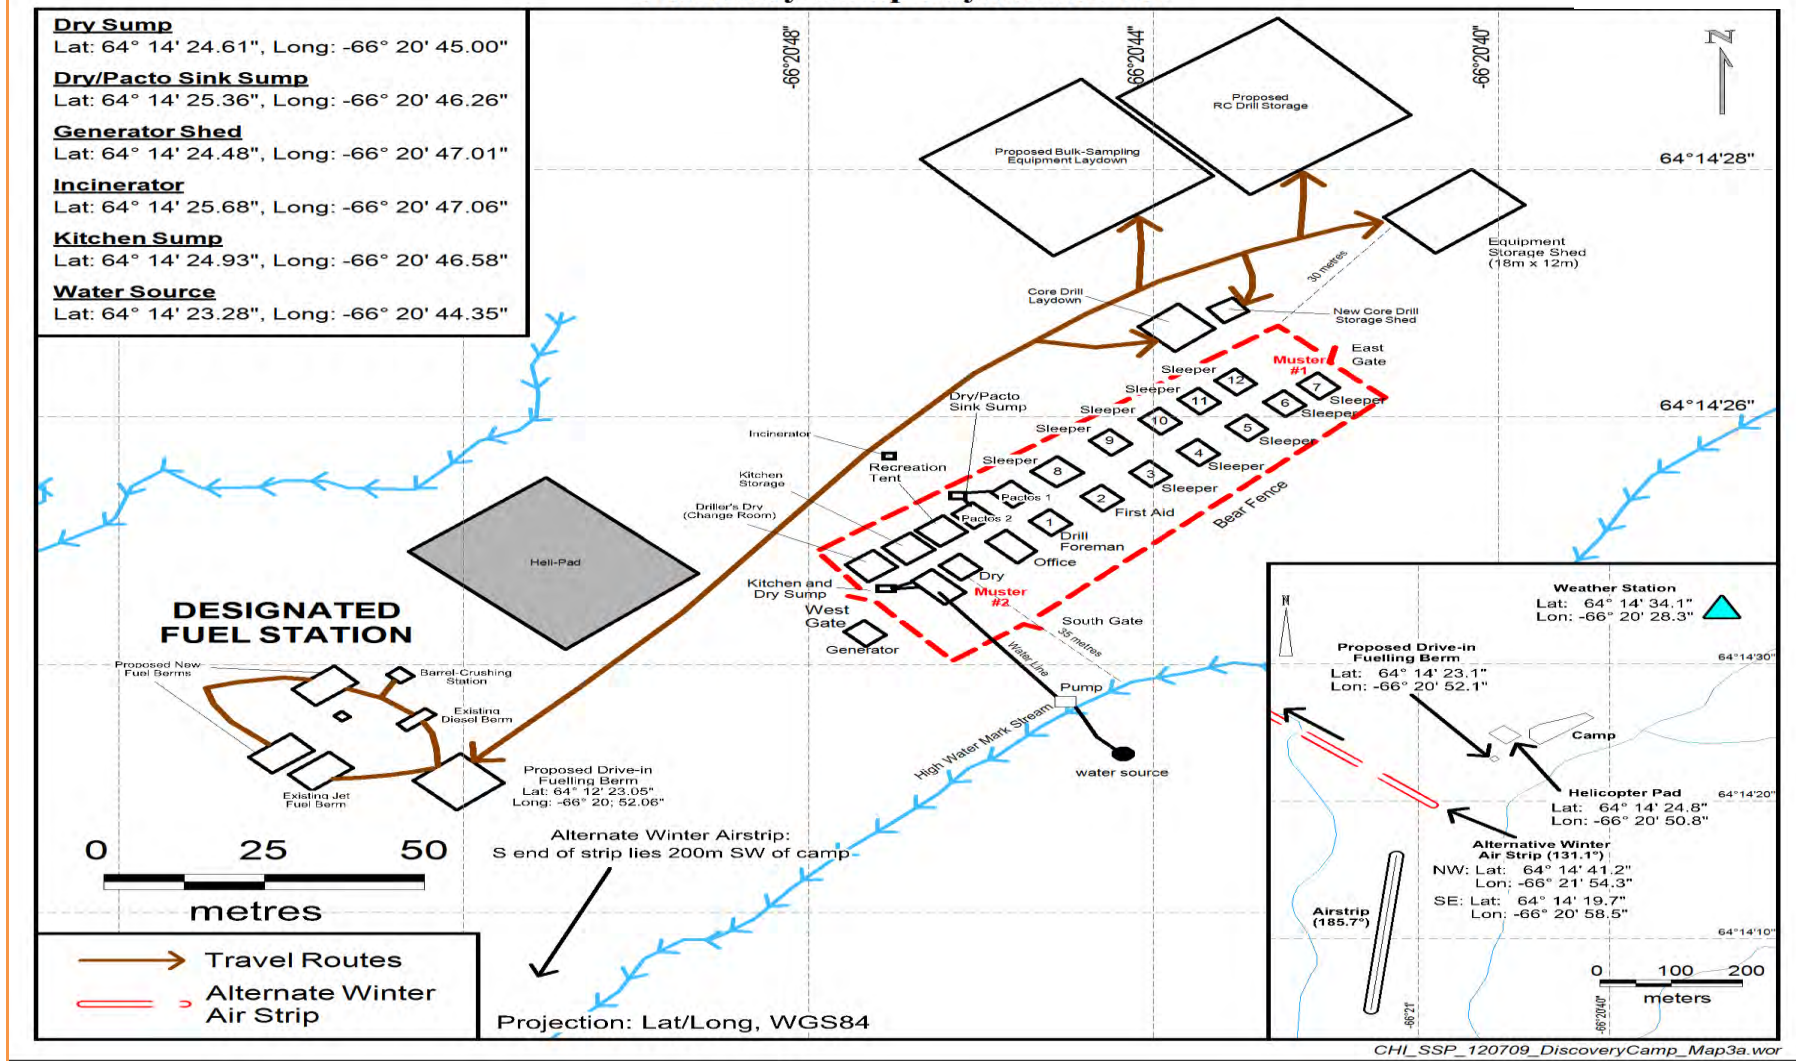 Dry Sump
Lat: 64° 14' 24.61", Long: -66° 20' 45.00"
Dry/Pacto Sink Sump
Lat: 64° 14' 25.36", Long: -66° 20' 46.26"
Generator Shed
Lat: 64° 14' 24.48", Long: -66° 20' 47.01"
Incinerator
Lat: 64° 14' 25.68", Long: -66° 20' 47.06"
Kitchen Sump
Lat: 64° 14' 24.93", Long: -66° 20' 46.58"
Water Source
Lat: 64° 14' 23.28", Long: -66° 20' 44.35"
-66°20'48"
-66°20'44"
-66°20'40"
N
Proposed
RC Drill Storage
Proposed Bulk-Sampling
Equipment Laydown
64°14'28"
Equipment
Storage Shed
(18m x 12m)
30 metres
Core Drill
Laydown
New Core Drill
Storage Shed
East
Gate
Muster
#1
Sleeper
12
7
Sleeper
Sleeper
11
6
Sleeper
Sleeper
10
5
Sleeper
Sleeper
9
4
Sleeper
Sleeper
8
3
Sleeper
64°14'26"
Dry/Pacto
Sink Sump
Incinerator
Recreation
Tent
Kitchen
Storage
Driller's Dry
(Change Room)
Pactos 1
Pactos 2
2
First Aid
1
Drill
Foreman
Office
Bear Fence
Dry
Muster
#2
Kitchen and
Dry Sump
West
Gate
Generator
South Gate
35 metres
Water Line
Pump
High Water Mark Stream
water source
Heli-Pad
DESIGNATED
FUEL STATION
Proposed New
Fuel Berms
Barrel-Crushing
Station
Existing
Diesel Berm
Existing Jet
Fuel Berm
Proposed Drive-in
Fuelling Berm
Lat: 64° 12' 23.05"
Long: -66° 20; 52.06"
Alternate Winter Airstrip:
S end of strip lies 200m SW of camp
0 25 50
metres
Travel Routes
Alternate Winter
Air Strip
Projection: Lat/Long, WGS84
N
Weather Station
Lat: 64° 14' 34.1"
Lon: -66° 20' 28.3"
Proposed Drive-in
Fuelling Berm
Lat: 64° 14' 23.1"
Lon: -66° 20' 52.1"
64°14'30"
Camp
Helicopter Pad
Lat: 64° 14' 24.8"
Lon: -66° 20' 50.8"
64°14'20"
Alternative Winter
Air Strip (131.1°)
NW: Lat: 64° 14' 41.2"
Lon: -66° 21' 54.3"
SE: Lat: 64° 14' 19.7"
Lon: -66° 20' 58.5"
Airstrip
(185.7°)
64°14'10"
0 100 200
meters
-66°21'
-66°20'40"
CHI_SSP_120709_DiscoveryCamp_Map3a.wor